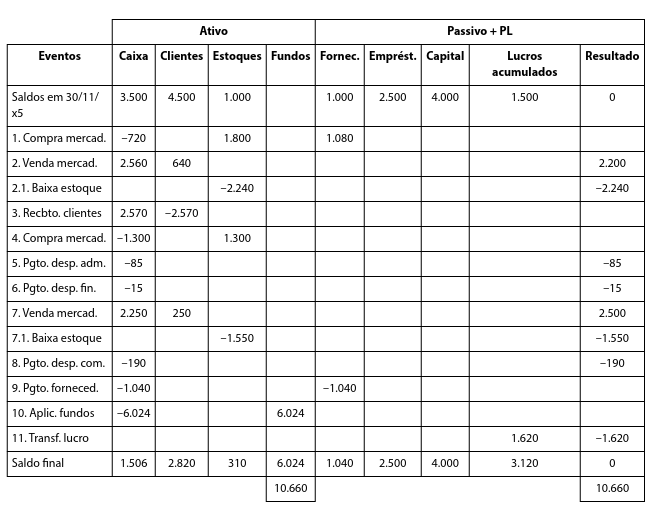 Ativo Passivo + PL
Eventos Caixa Clientes Estoques Fundos Fornec. Emprést. Capital Lucros acumulados Resultado
Saldos em 30/11/x5 3.500 4.500 1.000 1.000 2.500 4.000 1.500 0
1. Compra mercad. –720 1.800 1.080
2. Venda mercad. 2.560 640 2.200
2.1. Baixa estoque –2.240 –2.240
3. Recbto. clientes 2.570 –2.570
4. Compra mercad. –1.300 1.300
5. Pgto. desp. adm. –85 –85
6. Pgto. desp. fin. –15 –15
7. Venda mercad. 2.250 250 2.500
7.1. Baixa estoque –1.550 –1.550
8. Pgto. desp. com. –190 –190
9. Pgto. forneced. –1.040 –1.040
10. Aplic. fundos –6.024 6.024
11. Transf. lucro 1.620 –1.620
Saldo final 1.506 2.820 310 6.024 1.040 2.500 4.000 3.120 0
10.660 10.660